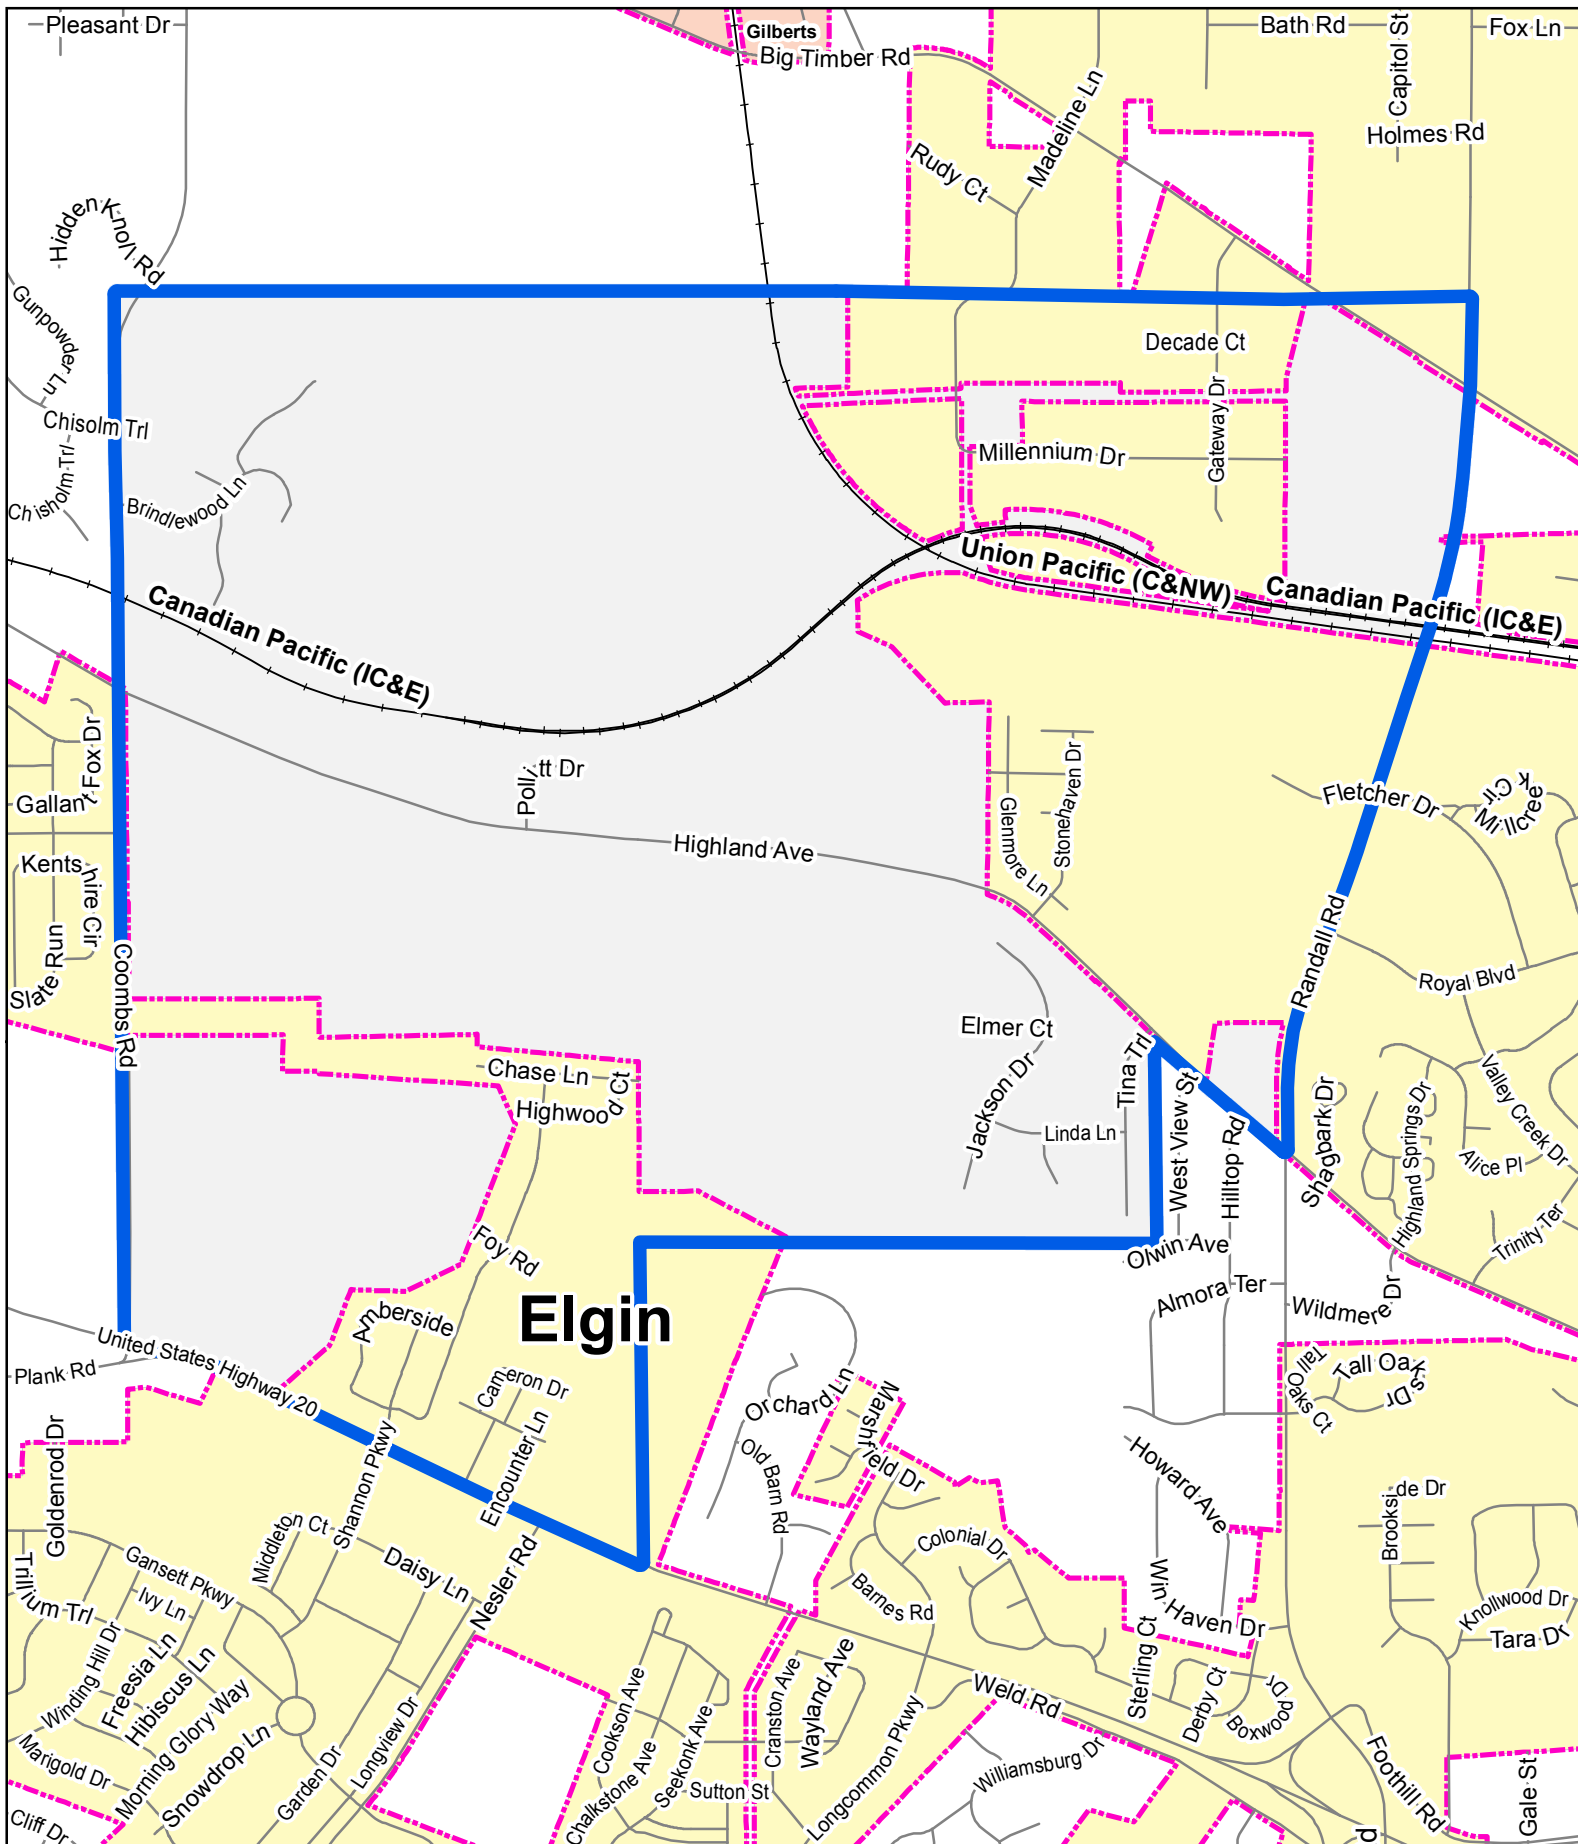 Pleasant Dr
Gilberts
Big Timber Rd
Bath Rd
Capitol St
Fox Ln
Holmes Rd
Madeline Ln
Rudy Ct
Hidden Knoll Rd
Gunpowder Ln
Chisolm Trl
Chisholm Trl
Brindlewood Ln
Decade Ct
Gateway Dr
Millennium Dr
Union Pacific (C&NW)
Canadian Pacific (IC&E)
Canadian Pacific (IC&E)
Fox Dr
Gallant
Pollitt Dr
Highland Ave
Glenmore Ln
Stonehaven Dr
Fletcher Dr
Millcreek Cir
Kentshire Cir
Slate Run
Coombs Rd
Randall Rd
Royal Blvd
Elmer Ct
Jackson Dr
Tina Trl
Linda Ln
West View St
Hilltop Rd
Shagbark Dr
Highland Springs Dr
Valley Creek Dr
Alice Pl
Trinity Ter
Chase Ln
Highwood Ct
Foy Rd
Olwin Ave
Almora Ter
Wildmere Dr
Amberside
Elgin
United States Highway 20
Plank Rd
Cameron Dr
Encounter Ln
Orchard Ln
Marshfield Dr
Old Barn Rd
Tall Oaks Ct
Tall Oaks Dr
Goldenrod Dr
Shannon Pkwy
Middleton Ct
Daisy Ln
Nesler Rd
Gansett Pkwy
Ivy Ln
Trillium Trl
Colonial Dr
Barnes Rd
Howard Ave
Win Haven Dr
Brookside Dr
Knollwood Dr
Tara Dr
Winding Hill Dr
Freesia Ln
Hibiscus Ln
Morning Glory Way
Snowdrop Ln
Marigold Dr
Cliff Dr
Garden Dr
Longview Dr
Cookson Ave
Chalkstone Ave
Seekonk Ave
Sutton St
Cranston Ave
Wayland Ave
Longcommon Pkwy
Weld Rd
Williamsburg Dr
Sterling Ct
Derby Ct
Boxwood Dr
Foothill Rd
Gale St
d